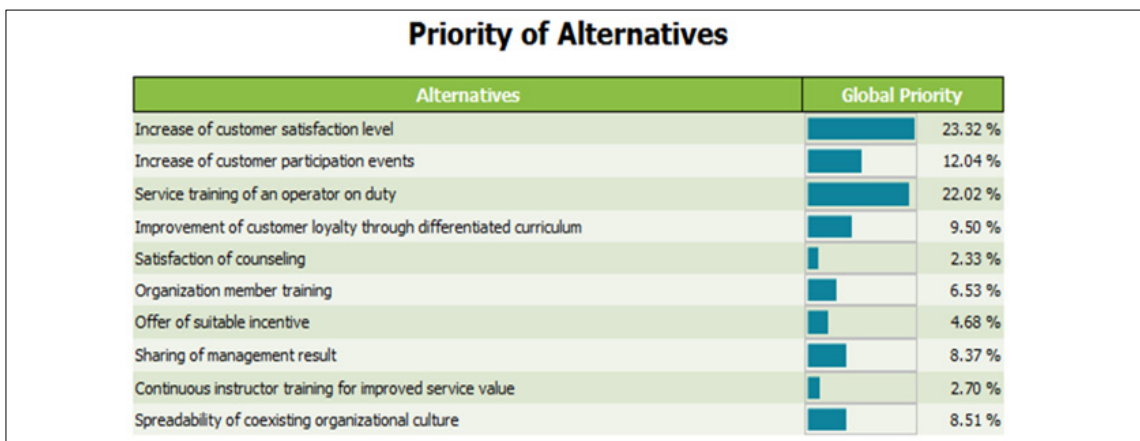 Priority of Alternatives
Alternatives Global Priority
Increase of customer satisfaction level 23.32 %
Increase of customer participation events 12.04 %
Service training of an operator on duty 22.02 %
Improvement of customer loyalty through differentiated curriculum 9.50 %
Satisfaction of counseling 2.33 %
Organization member training 6.53 %
Offer of suitable incentive 4.68 %
Sharing of management result 8.37 %
Continuous instructor training for improved service value 2.70 %
Spreadability of coexisting organizational culture 8.51 %